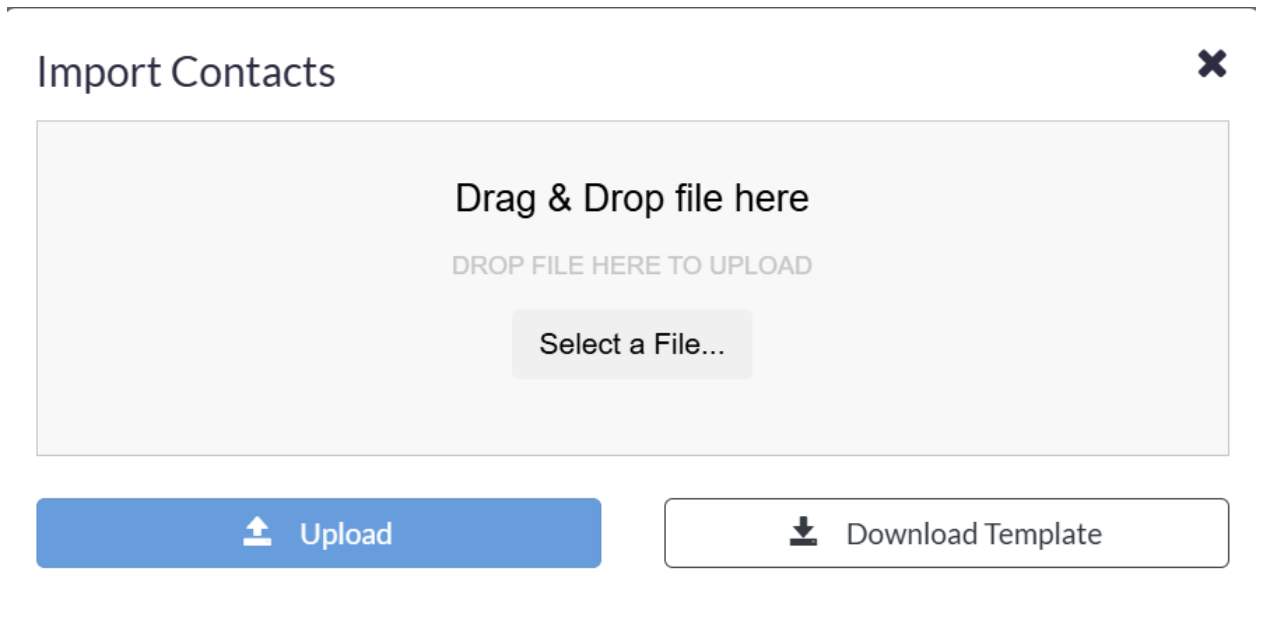 Import Contacts
Drag & Drop file here
DROP FILE HERE TO UPLOAD
Select a File...
Upload
Download Template